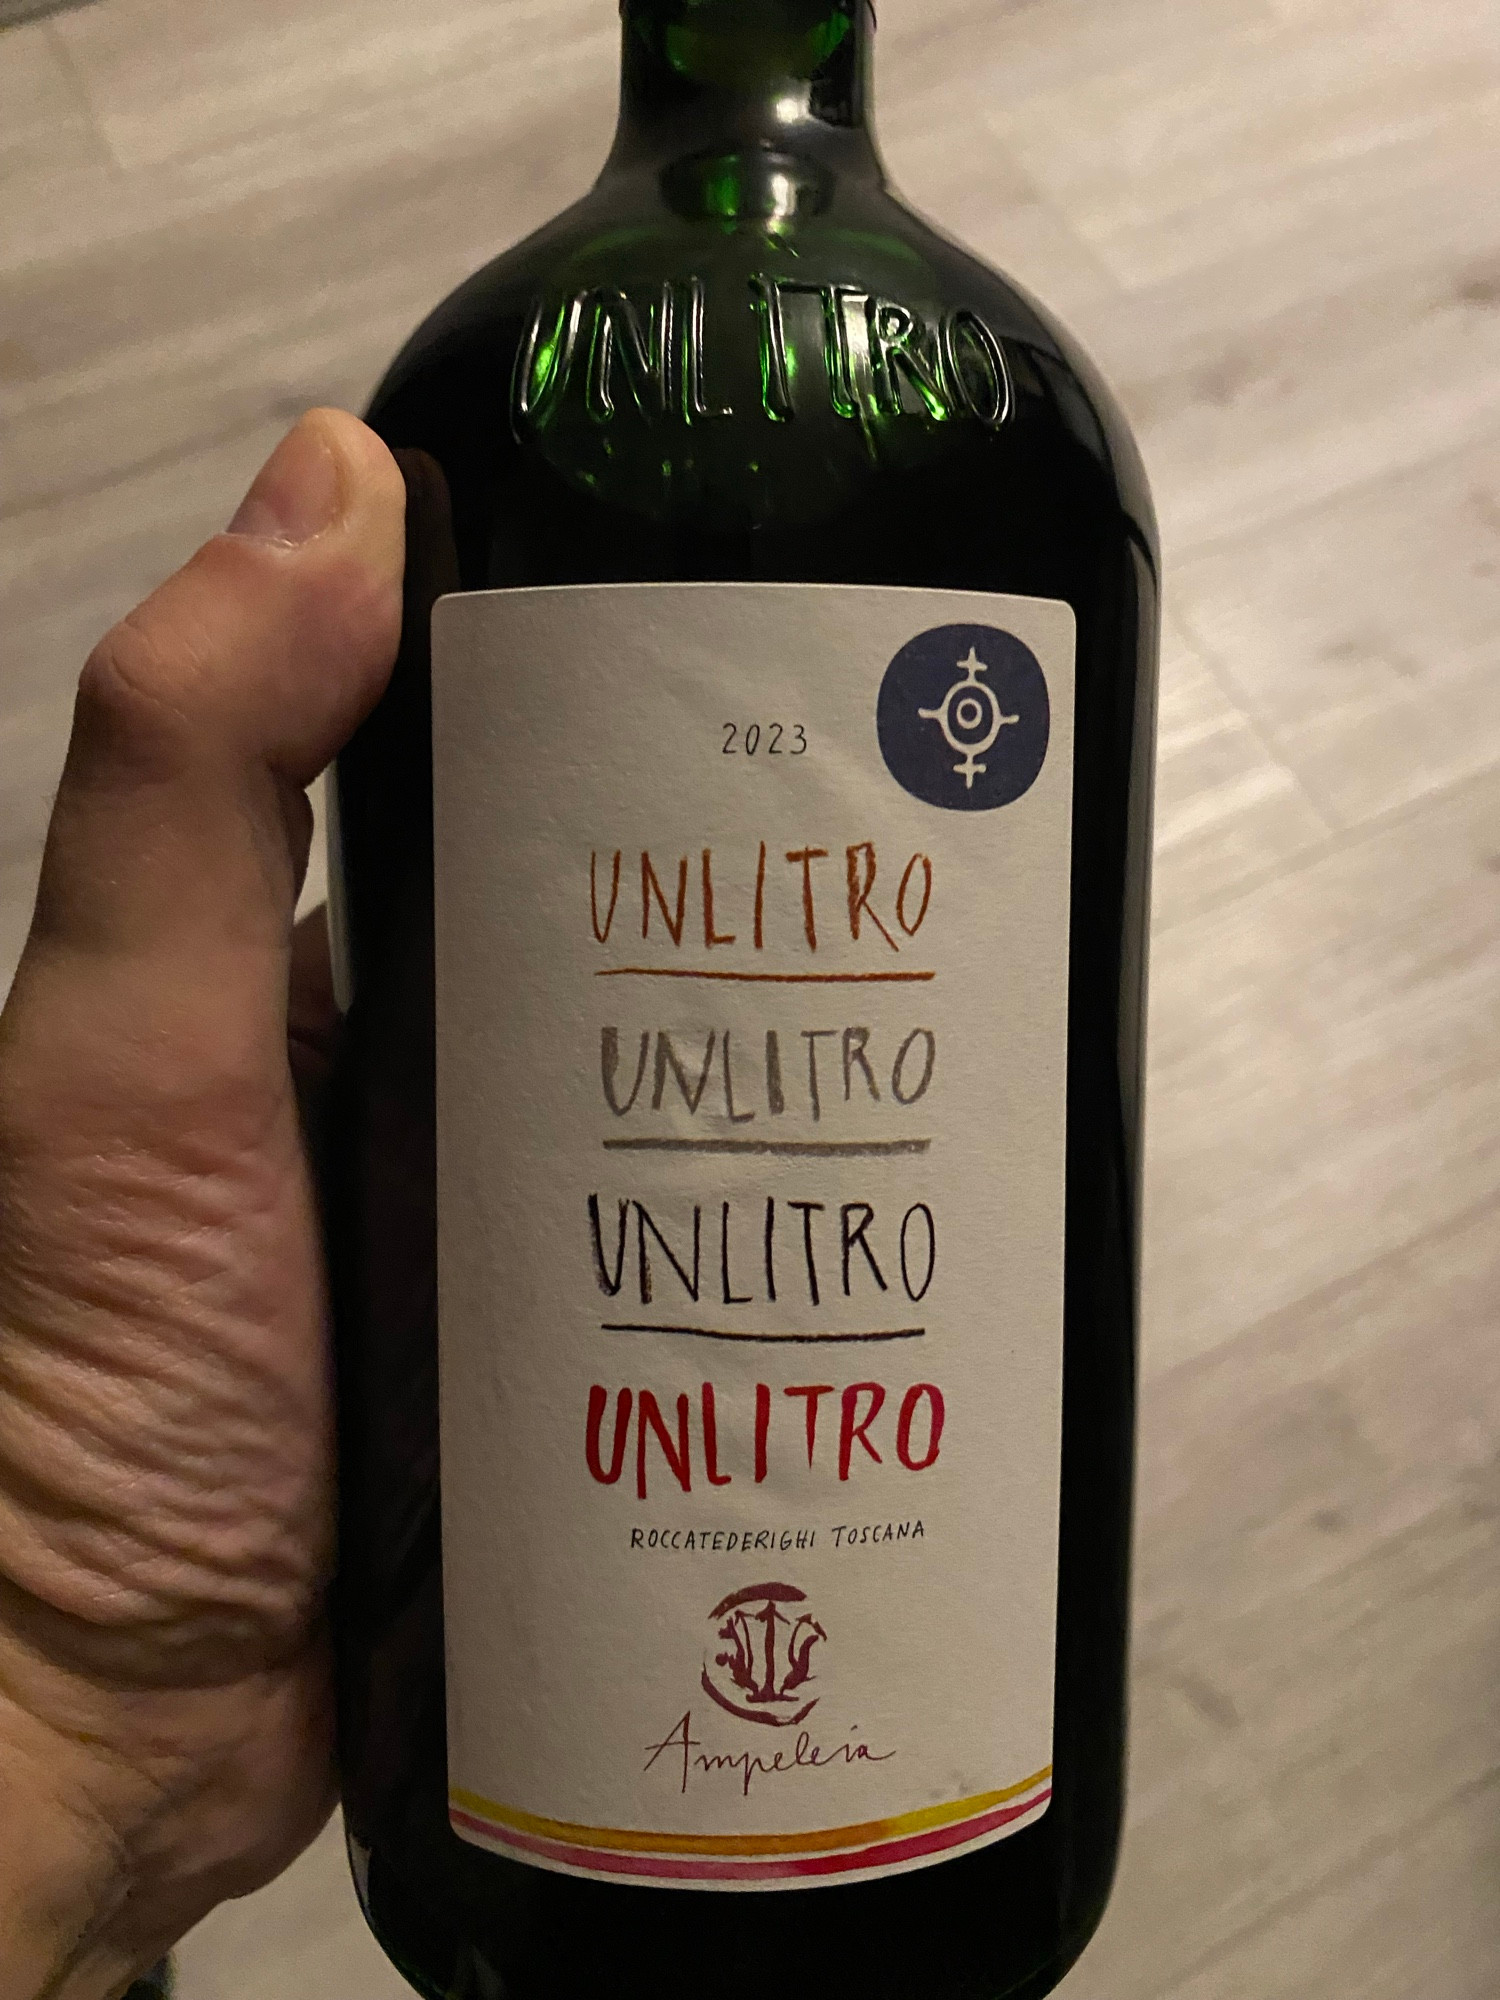 UNLITRO
2023
UNLITRO
UNLITRO
UNLITRO
UNLITRO
ROCCATEDERIGHI TOSCANA
Ampeleia